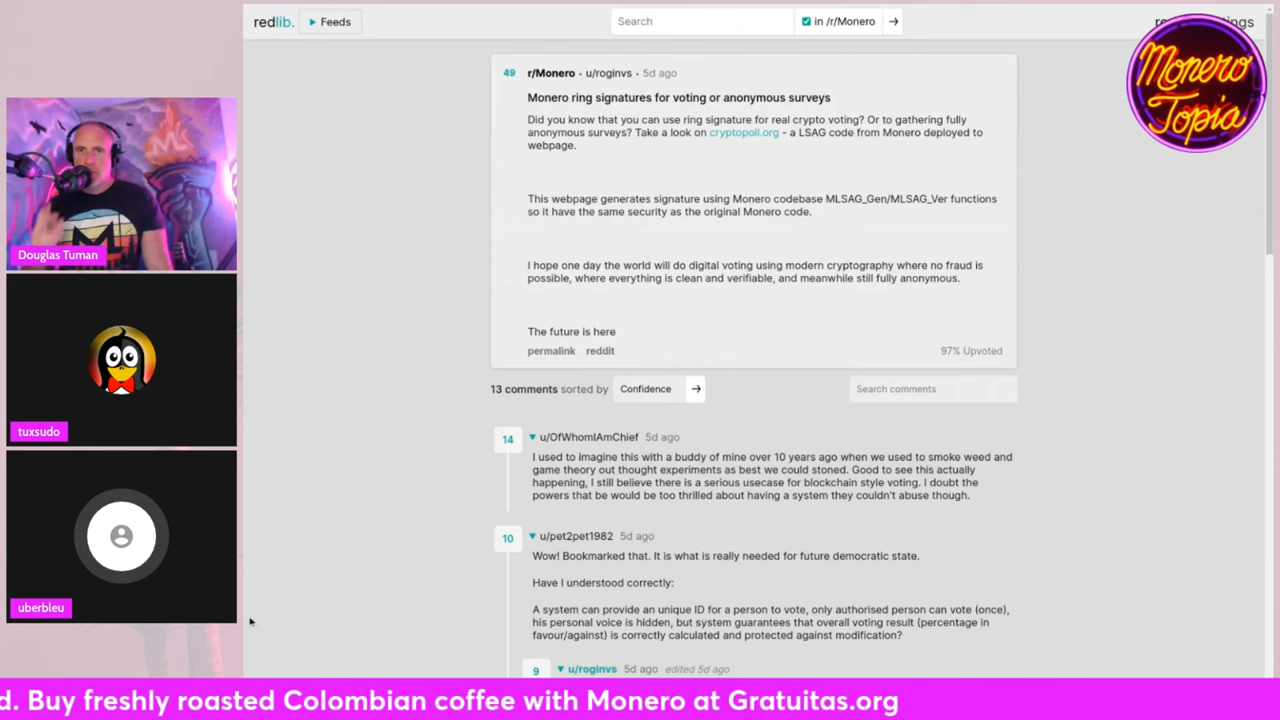 redlib.
Feeds
Search
in /r/Monero
Monero
Topia
49
r/Monero • u/roginvs • 5d ago
Monero ring signatures for voting or anonymous surveys
Did you know that you can use ring signature for real crypto voting? Or to gathering fully
anonymous surveys? Take a look on cryptopoll.org - a LSAG code from Monero deployed to
webpage.
This webpage generates signature using Monero codebase MLSAG_Gen/MLSAG_Ver functions
so it have the same security as the original Monero code.
I hope one day the world will do digital voting using modern cryptography where no fraud is
possible, where everything is clean and verifiable, and meanwhile still fully anonymous.
The future is here
permalink reddit
97% Upvoted
13 comments sorted by
Confidence
Search comments
14
u/OfWhomIAmChief 5d ago
I used to imagine this with a buddy of mine over 10 years ago when we used to smoke weed and
game theory out thought experiments as best we could stoned. Good to see this actually
happening, I still believe there is a serious usecase for blockchain style voting. I doubt the
powers that be would be too thrilled about having a system they couldn't abuse though.
10
u/pet2pet1982 5d ago
Wow! Bookmarked that. It is what is really needed for future democratic state.
Have I understood correctly:
A system can provide an unique ID for a person to vote, only authorised person can vote (once),
his personal voice is hidden, but system guarantees that overall voting result (percentage in
favour/against) is correctly calculated and protected against modification?
9
u/roginvs 5d ago edited 5d ago
Douglas Tuman
tuxsudo
uberbleu
d. Buy freshly roasted Colombian coffee with Monero at Gratuitas.org